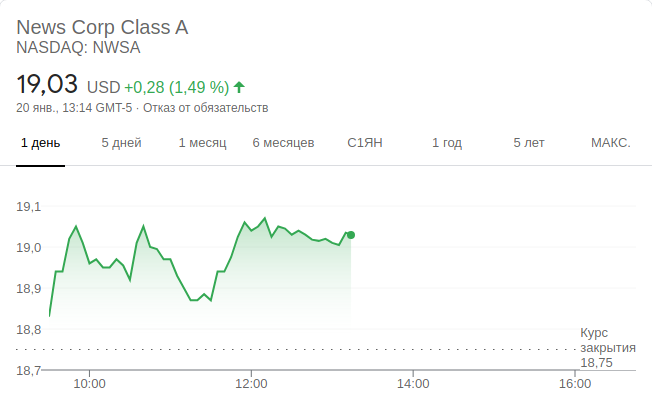 News Corp Class A
NASDAQ: NWSA
19,03 USD +0,28 (1,49 %)
20 янв., 13:14 GMT-5 · Отказ от обязательств
1 день 5 дней 1 месяц 6 месяцев С1ЯН 1 год 5 лет МАКС.
19,1
19,0
18,9
18,8
Курс
закрытия
18,75
18,7
10:00 12:00 14:00 16:00